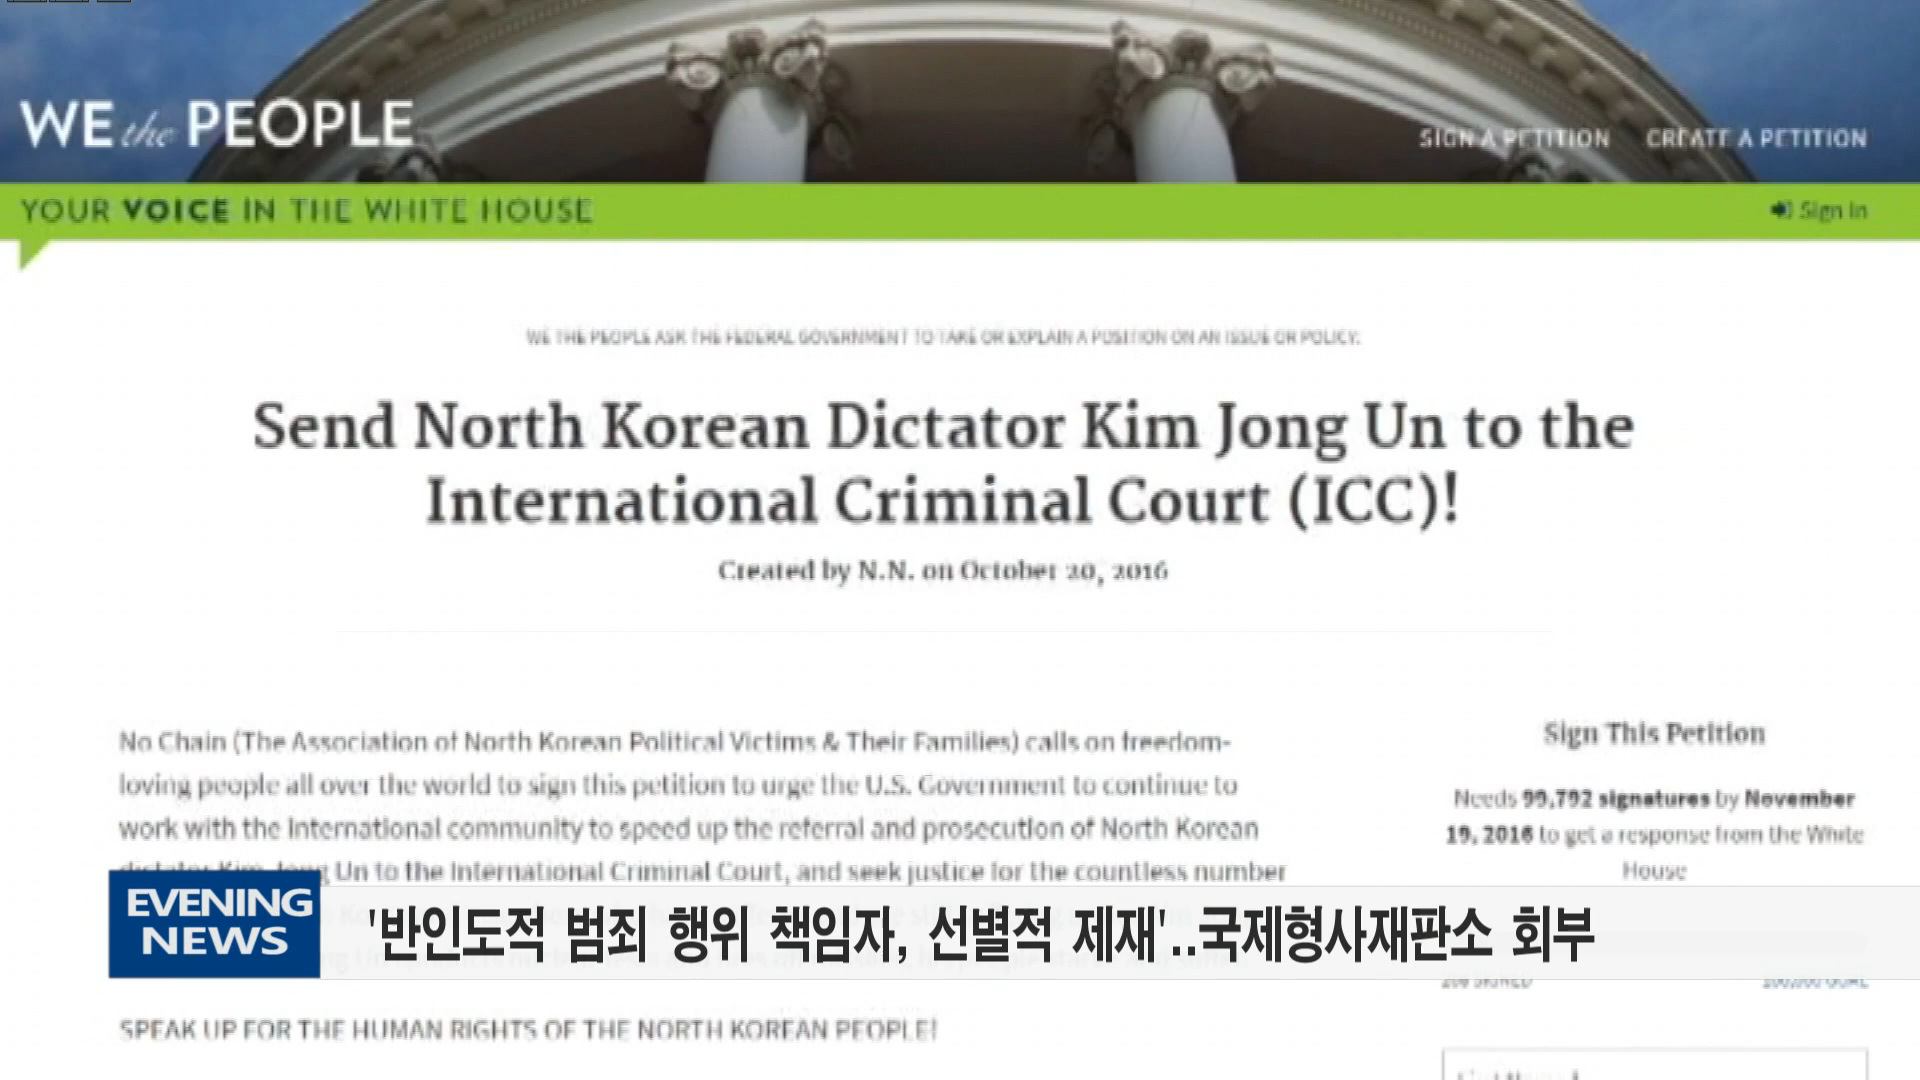 WE the PEOPLE
SIGN A PETITION CREATE A PETITION
YOUR VOICE IN THE WHITE HOUSE
Sign In
WE THE PEOPLE ASK THE FEDERAL GOVERNMENT TO TAKE OR EXPLAIN A POSITION ON AN ISSUE OR POLICY:
Send North Korean Dictator Kim Jong Un to the
International Criminal Court (ICC)!
Created by N.N. on October 20, 2016
No Chain (The Association of North Korean Political Victims & Their Families) calls on freedom-
loving people all over the world to sign this petition to urge the U.S. Government to continue to
work with the international community to speed up the referral and prosecution of North Korean
dictator Kim Jong Un to the International Criminal Court, and seek justice for the countless number
Sign This Petition
Needs 99,792 signatures by November
19, 2016 to get a response from the White
House
EVENING
NEWS
'반인도적 범죄 행위 책임자, 선별적 제재'..국제형사재판소 회부
208 SIGNED
100,000 GOAL
SPEAK UP FOR THE HUMAN RIGHTS OF THE NORTH KOREAN PEOPLE!